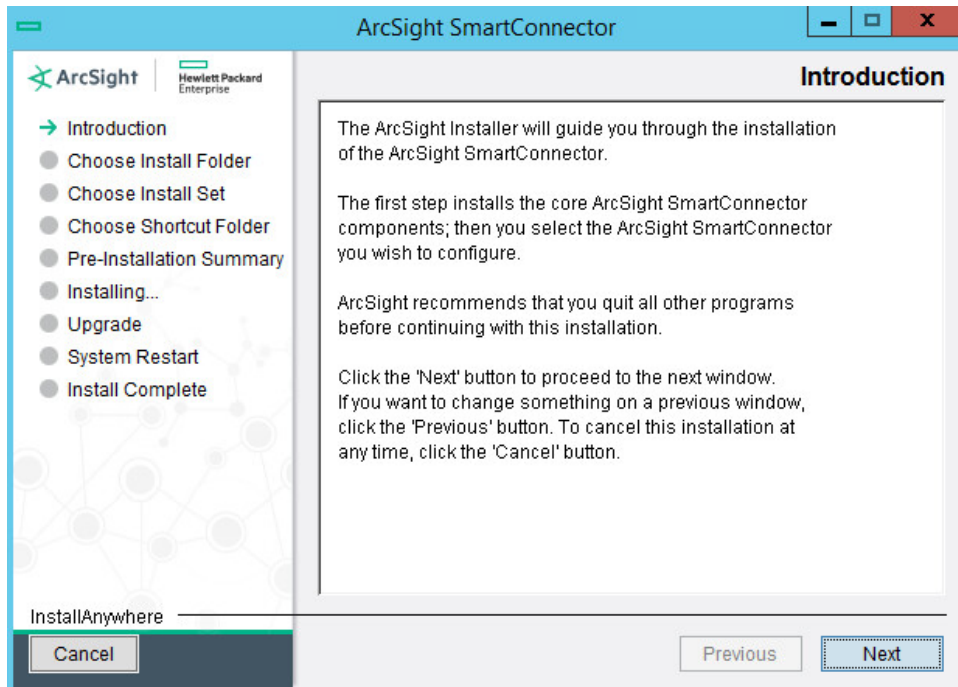 ArcSight SmartConnector
ArcSight
Hewlett Packard
Enterprise
Introduction
Choose Install Folder
Choose Install Set
Choose Shortcut Folder
Pre-Installation Summary
Installing...
Upgrade
System Restart
Install Complete
Introduction
The ArcSight Installer will guide you through the installation
of the ArcSight SmartConnector.
The first step installs the core ArcSight SmartConnector
components; then you select the ArcSight SmartConnector
you wish to configure.
ArcSight recommends that you quit all other programs
before continuing with this installation.
Click the 'Next' button to proceed to the next window.
If you want to change something on a previous window,
click the 'Previous' button. To cancel this installation at
any time, click the 'Cancel' button.
InstallAnywhere
Cancel
Previous
Next